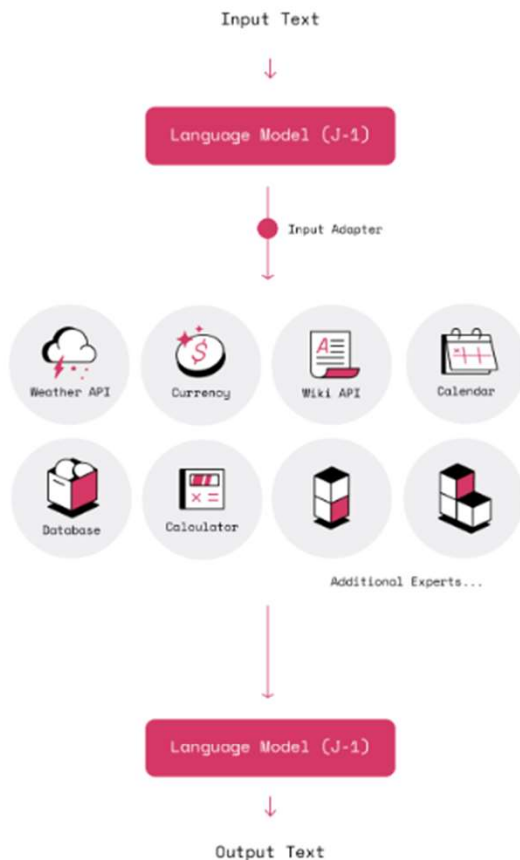 Input Text
Language Model (J-1)
Input Adapter
Weather API
Currency
Wiki API
Calendar
Database
Calculator
Additional Experts...
Language Model (J-1)
Output Text